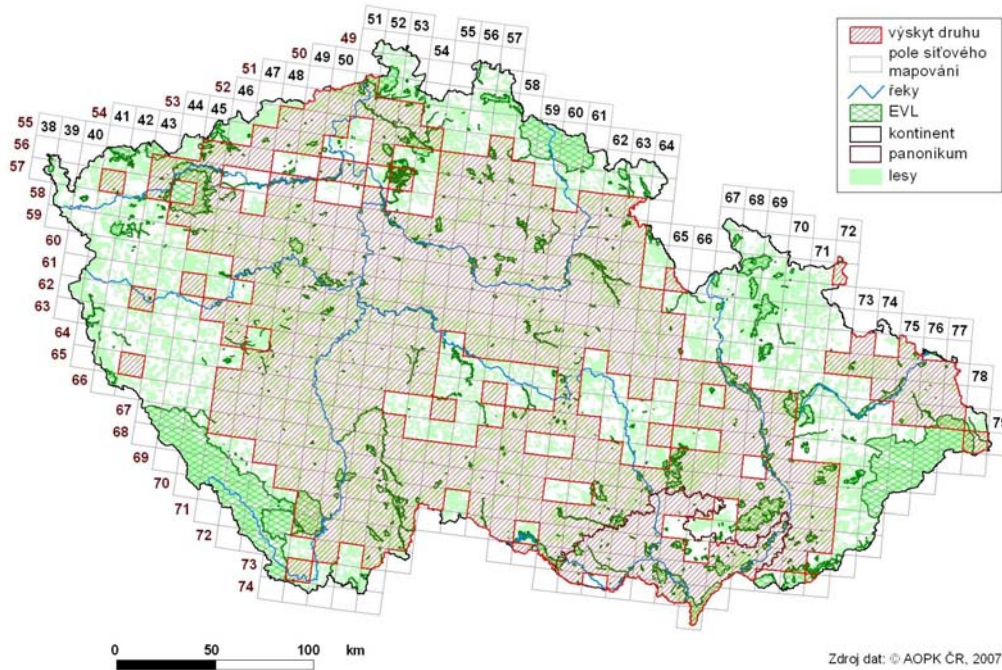 51 52 53
54
55 56 57
58
59 60 61
62 63 64
65 66
67 68 69
70
71
72
73 74
75 76 77
78
79
49
50
51
52
53
54
55
56
57
58
59
60
61
62
63
64
65
66
67
68
69
70
71
72
73
74
38 39 40 41 42 43 44 45 46 47 48 49 50
výskyt druhu
pole síťového
mapování
řeky
EVL
kontinent
panonikum
lesy
0 50 100 km
Zdroj dat: © AOPK ČR, 2007